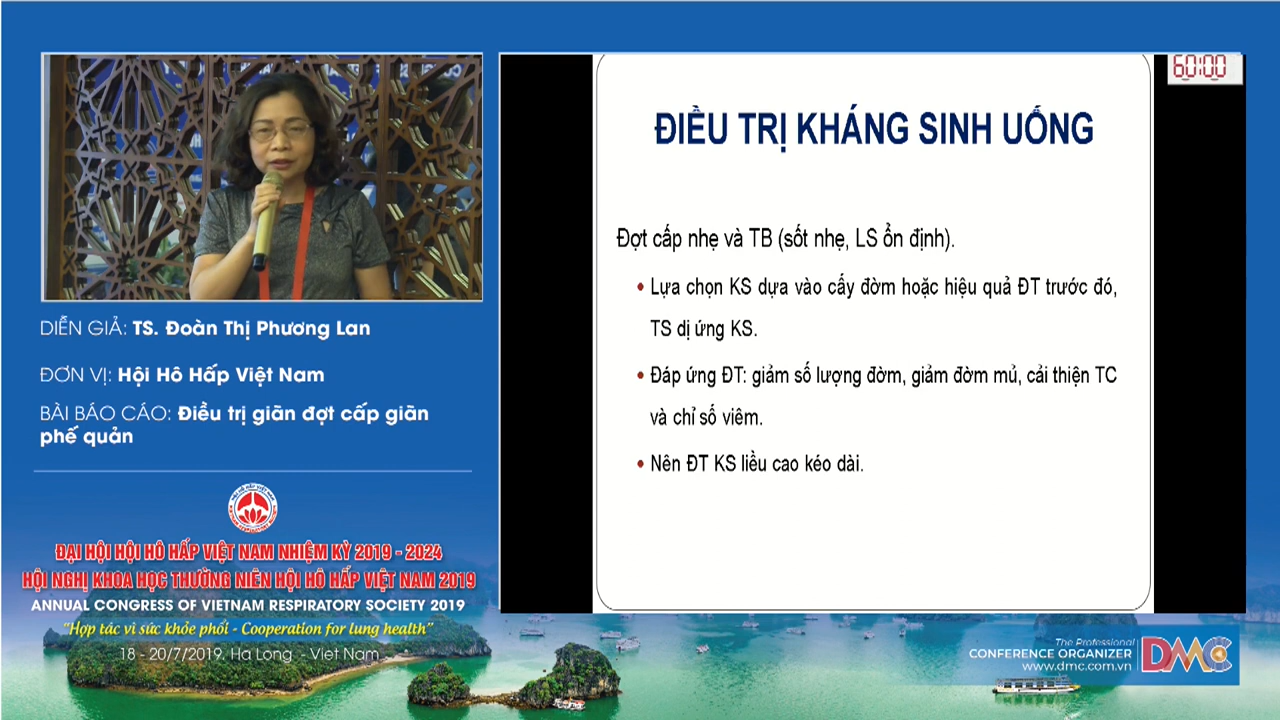 60:00
ĐIỀU TRỊ KHÁNG SINH UỐNG
Đợt cấp nhẹ và TB (sốt nhẹ, LS ổn định).
• Lựa chọn KS dựa vào cấy đờm hoặc hiệu quả ĐT trước đó,
TS dị ứng KS.
• Đáp ứng ĐT: giảm số lượng đờm, giảm đờm mủ, cải thiện TC
và chỉ số viêm.
• Nên ĐT KS liều cao kéo dài.
DIỄN GIẢ: TS. Đoàn Thị Phương Lan
ĐƠN VỊ: Hội Hô Hấp Việt Nam
BÀI BÁO CÁO: Điều trị giãn đợt cấp giãn
phế quản
ĐẠI HỘI HỘI HÔ HẤP VIỆT NAM NHIỆM KỲ 2019 - 2024
HỘI NGHỊ KHOA HỌC THƯỜNG NIÊN HỘI HÔ HẤP VIỆT NAM 2019
ANNUAL CONGRESS OF VIETNAM RESPIRATORY SOCIETY 2019
"Hợp tác vì sức khỏe phổi - Cooperation for lung health"
18 - 20/7/2019. Ha Long - Viet Nam
The Professional
CONFERENCE ORGANIZER
www.dmc.com.vn
DMC